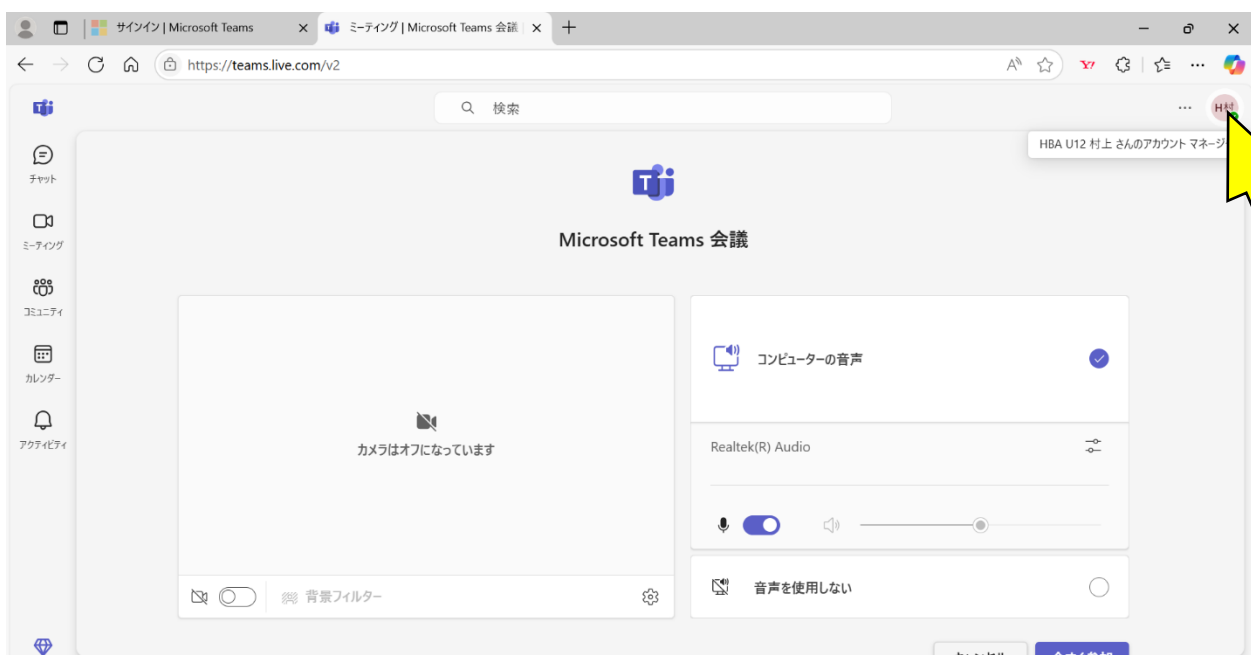 サインイン | Microsoft Teams
ミーティング | Microsoft Teams 会議
https://teams.live.com/v2
検索
H村
HBA U12 村上 さんのアカウント マネージ
チャット
ミーティング
コミュニティ
カレンダー
アクティビティ
Microsoft Teams 会議
カメラはオフになっています
背景フィルター
コンピューターの音声
Realtek(R) Audio
音声を使用しない